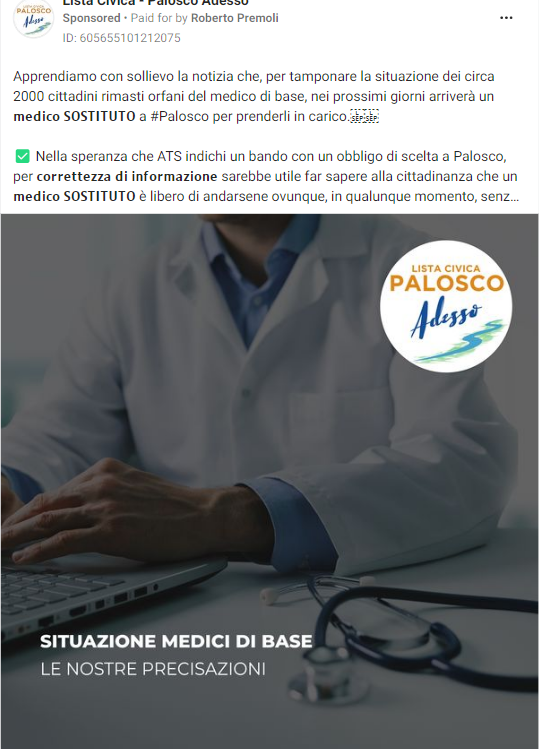 Lista Civica - Palosco Adesso
Sponsored • Paid for by Roberto Premoli
ID: 605655101212075
Apprendiamo con sollievo la notizia che, per tamponare la situazione dei circa
2000 cittadini rimasti orfani del medico di base, nei prossimi giorni arriverà un
medico SOSTITUTO a #Palosco per prenderli in carico.
✅ Nella speranza che ATS indichi un bando con un obbligo di scelta a Palosco,
per correttezza di informazione sarebbe utile far sapere alla cittadinanza che un
medico SOSTITUTO è libero di andarsene ovunque, in qualunque momento, senz...
LISTA CIVICA
PALOSCO
Adesso
SITUAZIONE MEDICI DI BASE
LE NOSTRE PRECISAZIONI